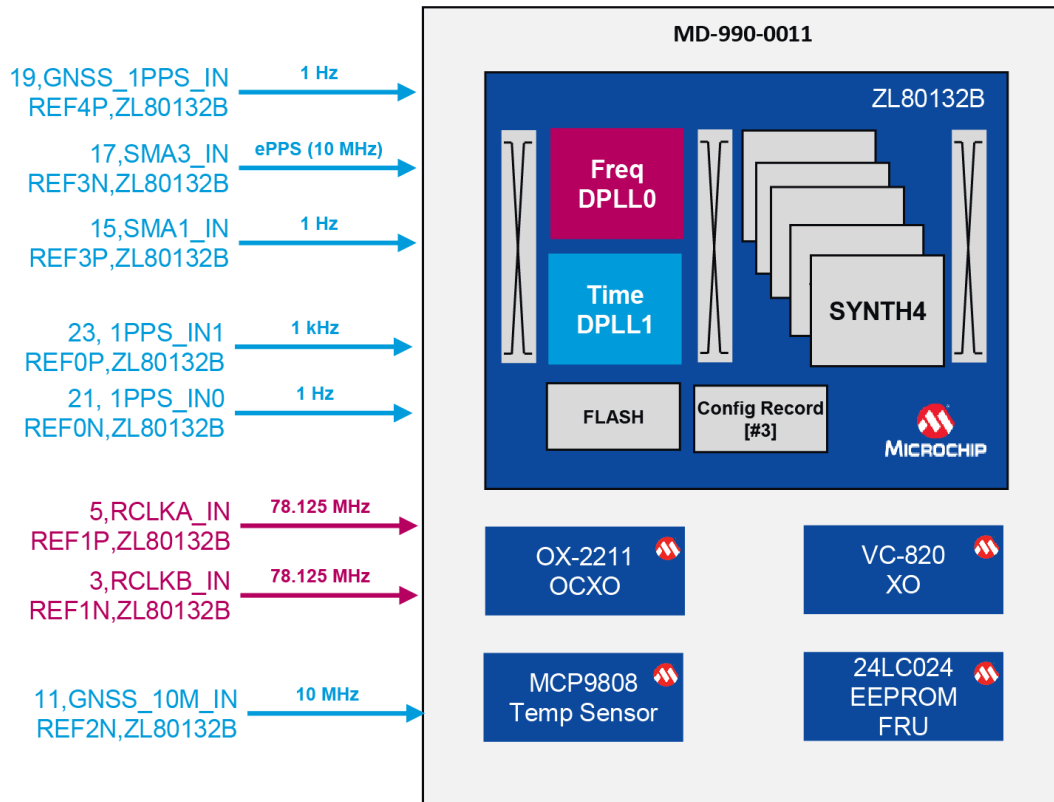 MD-990-0011
19,GNSS_1PPS_IN
REF4P,ZL80132B
1 Hz
17,SMA3_IN
REF3N,ZL80132B
ePPS (10 MHz)
15,SMA1_IN
REF3P,ZL80132B
1 Hz
23, 1PPS_IN1
REF0P,ZL80132B
1 kHz
21, 1PPS_IN0
REF0N,ZL80132B
1 Hz
5,RCLKA_IN
REF1P,ZL80132B
78.125 MHz
3,RCLKB_IN
REF1N,ZL80132B
78.125 MHz
11,GNSS_10M_IN
REF2N,ZL80132B
10 MHz
ZL80132B
Freq
DPLL0
Time
DPLL1
SYNTH4
FLASH
Config Record
[#3]
MICROCHIP
OX-2211
OCXO
VC-820
XO
MCP9808
Temp Sensor
24LC024
EEPROM
FRU